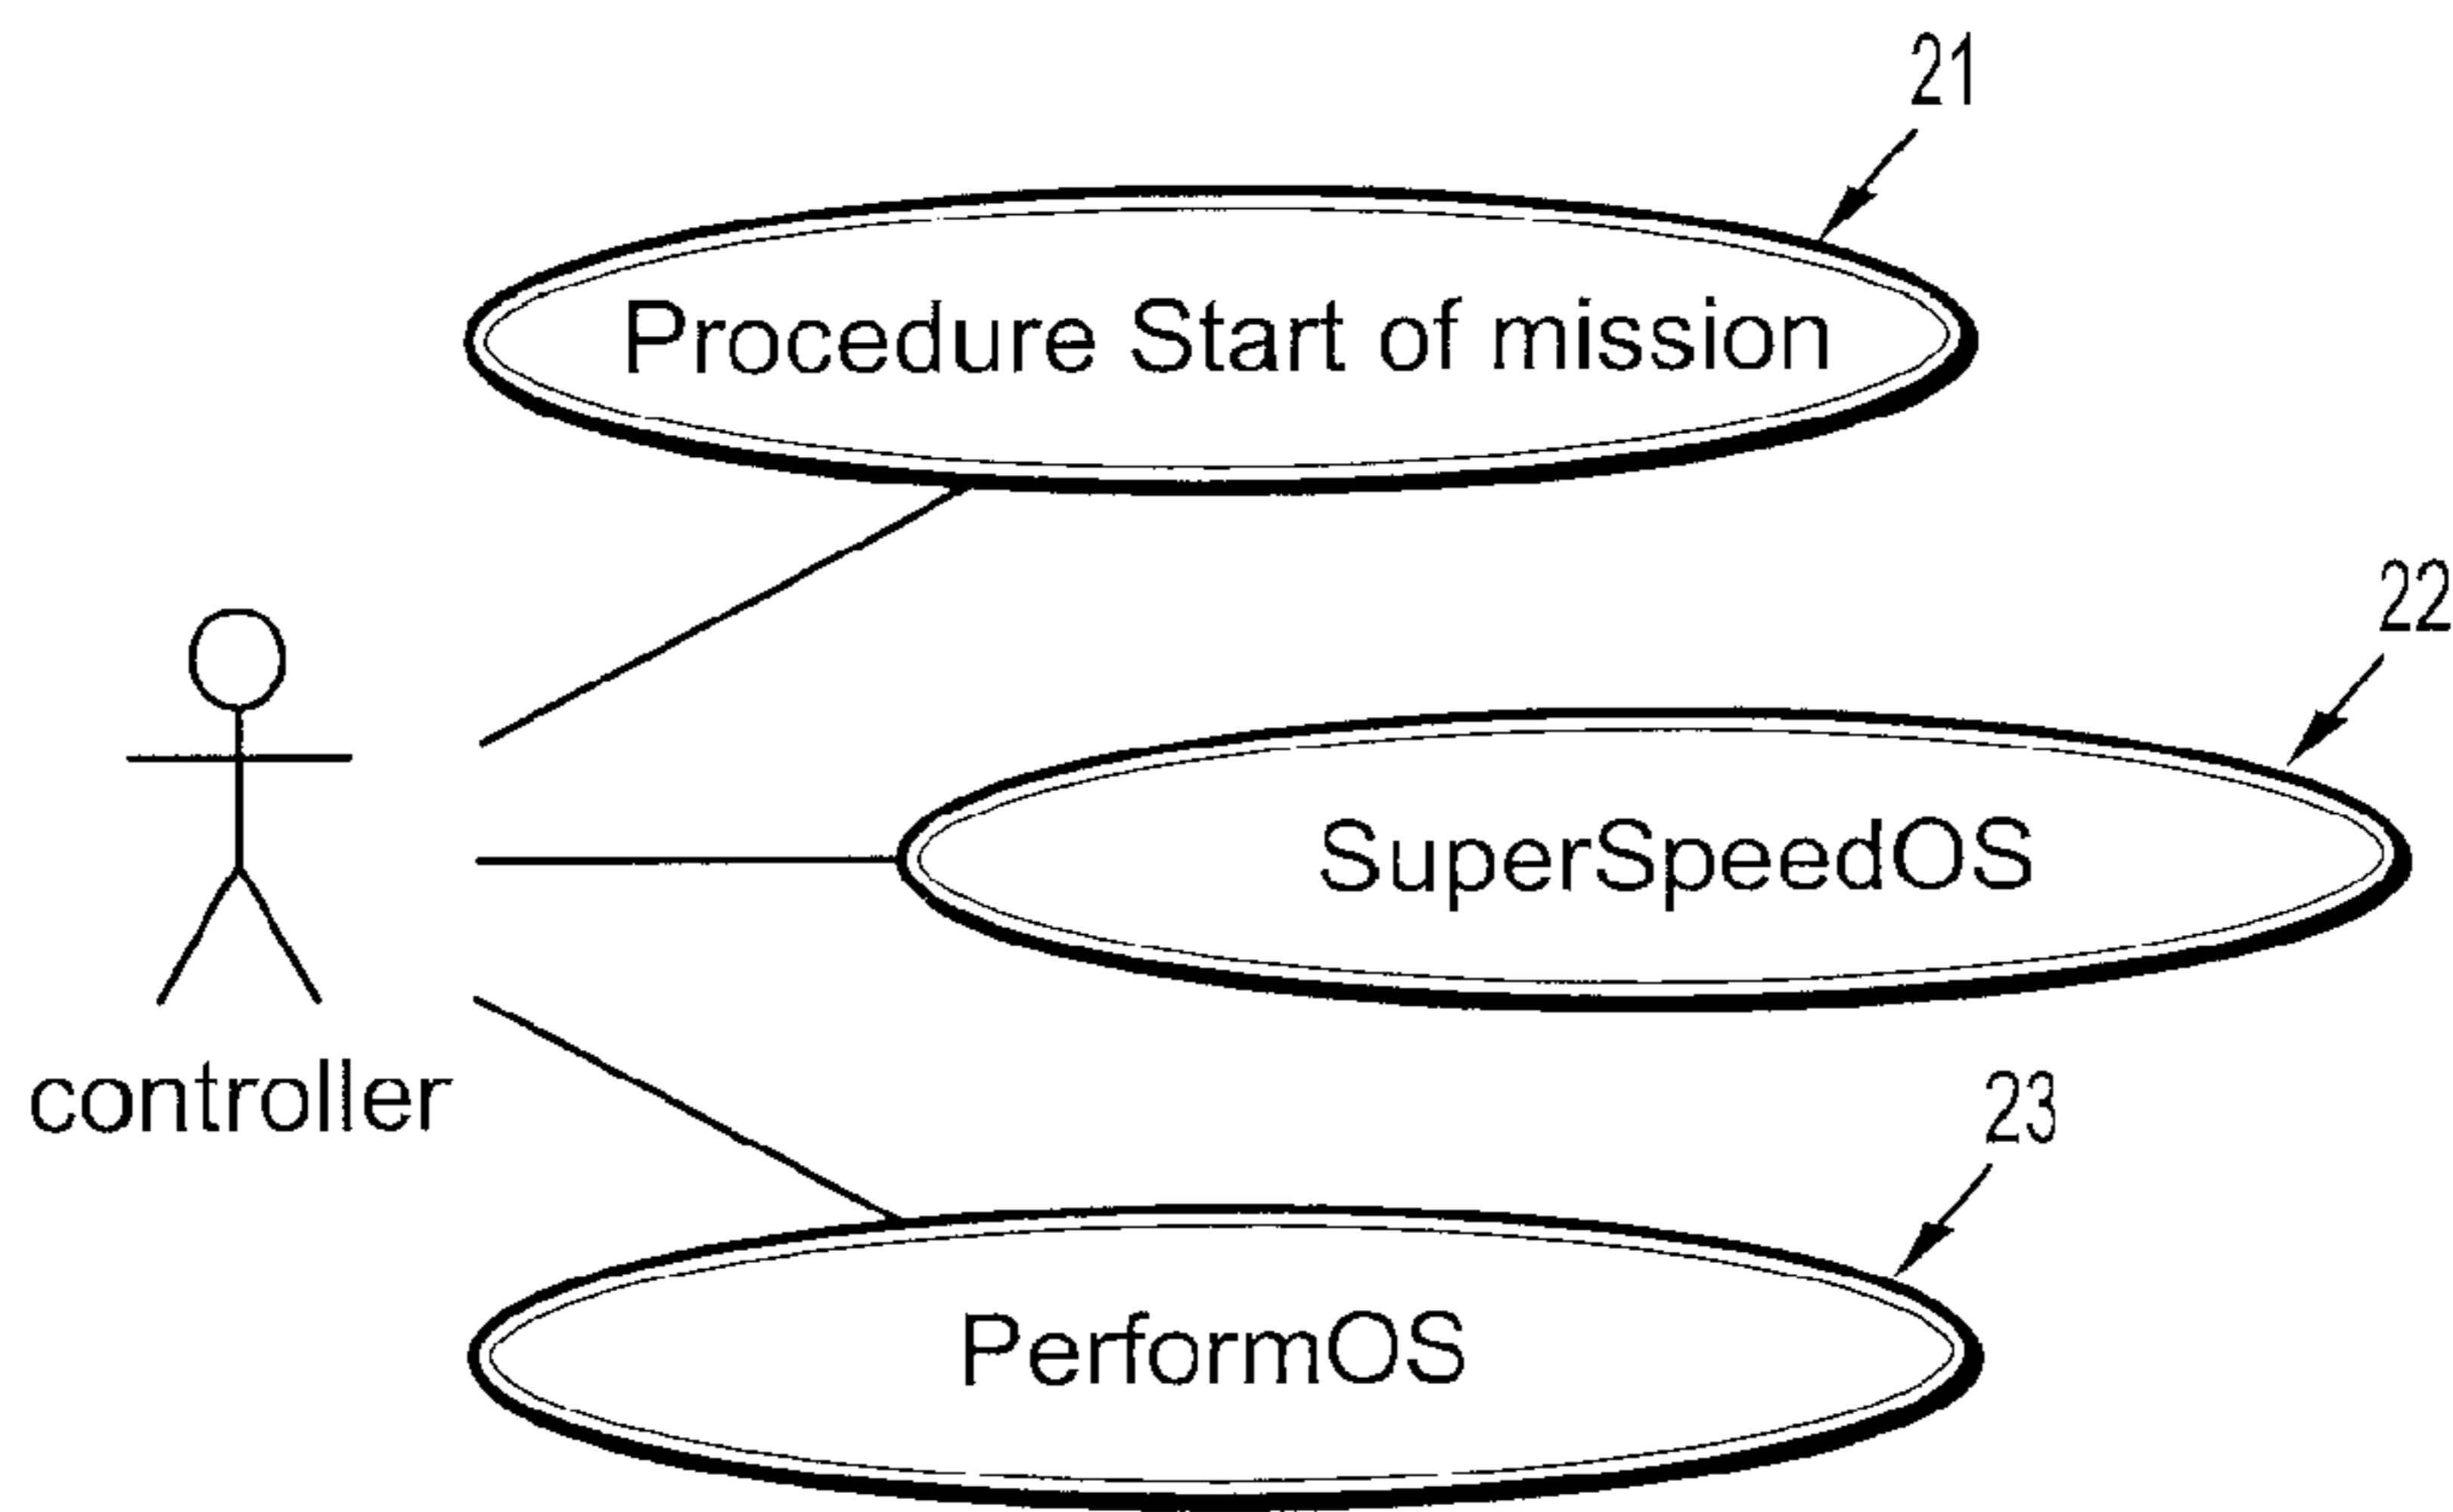 21
Procedure Start of mission
22
SuperSpeedOS
controller
23
PerformOS